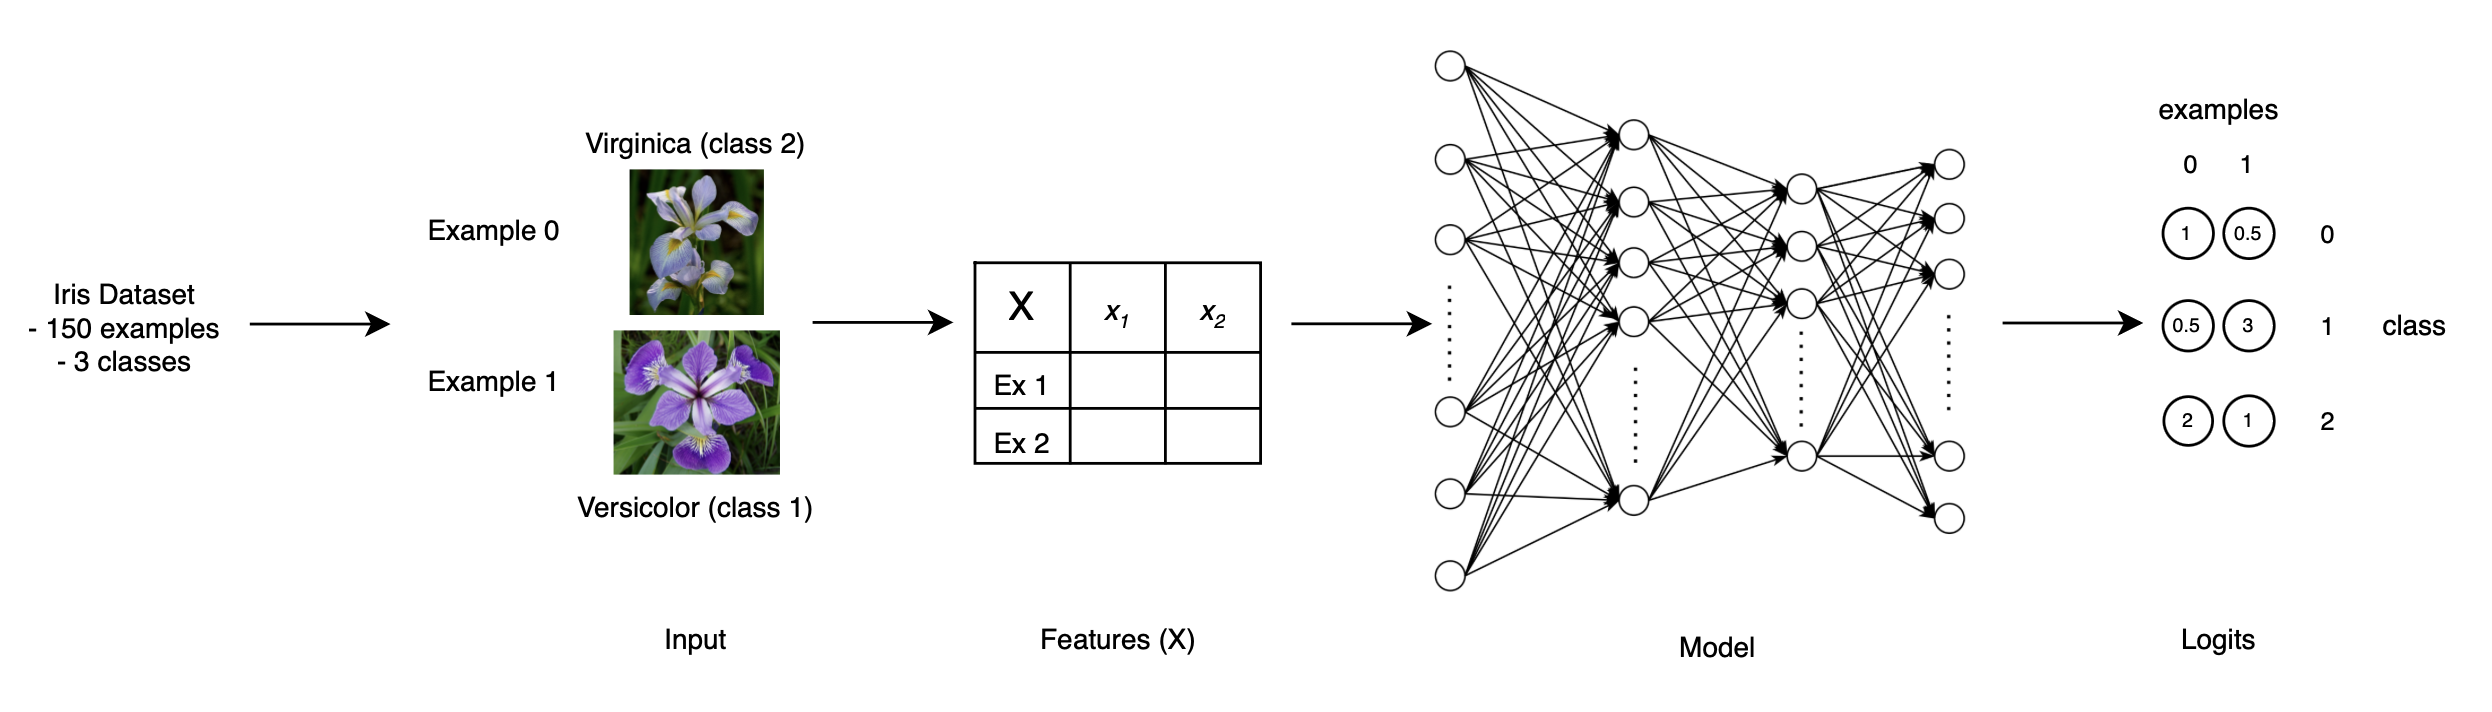 Iris Dataset
- 150 examples
- 3 classes
Virginica (class 2)
Example 0
Example 1
Versicolor (class 1)
Input
X x1 x2
Ex 1
Ex 2
Features (X)
Model
examples
0 1
1 0.5 0
0.5 3 1 class
2 1 2
Logits